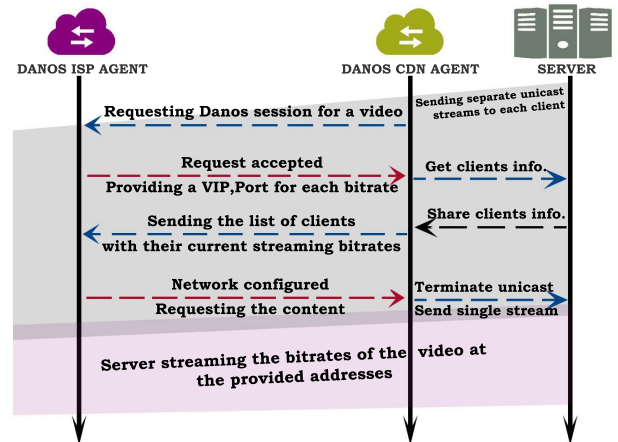 DANOS ISP AGENT
DANOS CDN AGENT
SERVER
Sending separate unicast
streams to each client
Requesting Danos session for a video
Request accepted
Providing a VIP,Port for each bitrate
Get clients info.
Sending the list of clients
with their current streaming bitrates
Share clients info.
Network configured
Requesting the content
Terminate unicast
Send single stream
Server streaming the bitrates of the video at
the provided addresses